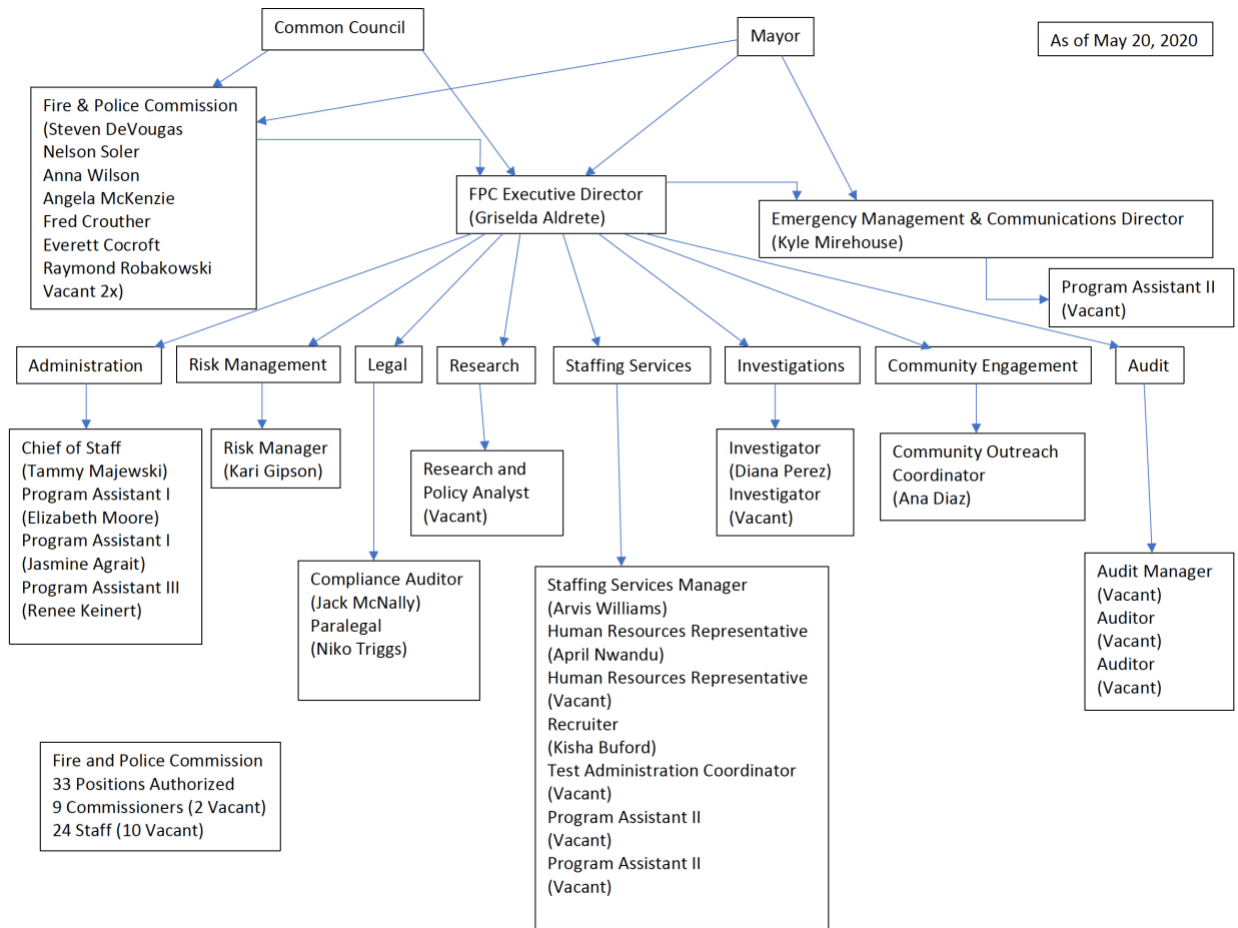 Common Council
Mayor
As of May 20, 2020
Fire & Police Commission
(Steven DeVougas
Nelson Soler
Anna Wilson
Angela McKenzie
Fred Crouther
Everett Cocroft
Raymond Robakowski
Vacant 2x)
FPC Executive Director
(Griselda Aldrete)
Emergency Management & Communications Director
(Kyle Mirehouse)
Program Assistant II
(Vacant)
Administration
Risk Management
Legal
Research
Staffing Services
Investigations
Community Engagement
Audit
Chief of Staff
(Tammy Majewski)
Program Assistant I
(Elizabeth Moore)
Program Assistant I
(Jasmine Agrait)
Program Assistant III
(Renee Keinert)
Risk Manager
(Kari Gipson)
Compliance Auditor
(Jack McNally)
Paralegal
(Niko Triggs)
Research and
Policy Analyst
(Vacant)
Staffing Services Manager
(Arvis Williams)
Human Resources Representative
(April Nwandu)
Human Resources Representative
(Vacant)
Recruiter
(Kisha Buford)
Test Administration Coordinator
(Vacant)
Program Assistant II
(Vacant)
Program Assistant II
(Vacant)
Investigator
(Diana Perez)
Investigator
(Vacant)
Community Outreach
Coordinator
(Ana Diaz)
Audit Manager
(Vacant)
Auditor
(Vacant)
Auditor
(Vacant)
Fire and Police Commission
33 Positions Authorized
9 Commissioners (2 Vacant)
24 Staff (10 Vacant)